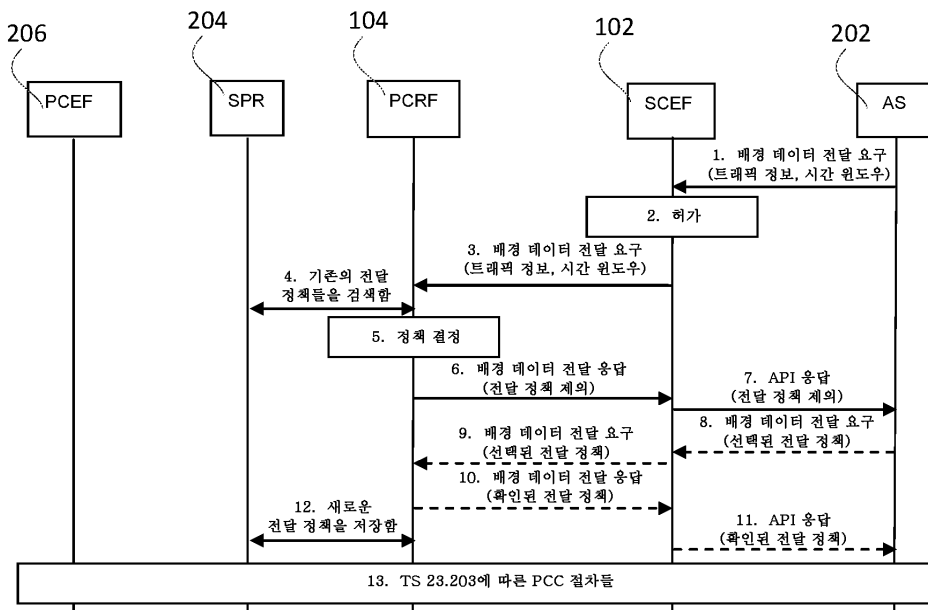 206
204
104
102
202
PCEF
SPR
PCRF
SCEF
AS
1. 배경 데이터 전달 요구
(트래픽 정보, 시간 윈도우)
2. 허가
3. 배경 데이터 전달 요구
(트래픽 정보, 시간 윈도우)
4. 기존의 전달
정책들을 검색함
5. 정책 결정
6. 배경 데이터 전달 응답
(전달 정책 제의)
7. API 응답
(전달 정책 제의)
8. 배경 데이터 전달 요구
(선택된 전달 정책)
9. 배경 데이터 전달 요구
(선택된 전달 정책)
10. 배경 데이터 전달 응답
(확인된 전달 정책)
11. API 응답
(확인된 전달 정책)
12. 새로운
전달 정책을 저장함
13. TS 23.203에 따른 PCC 절차들